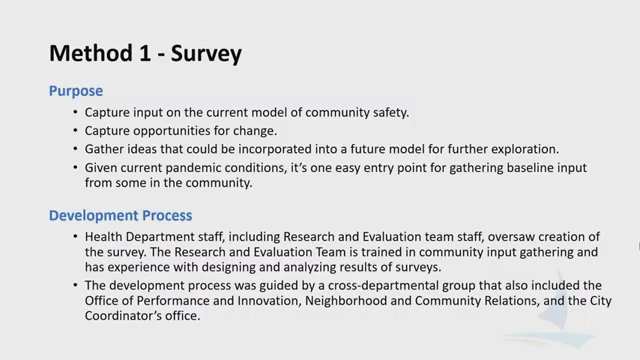 Method 1 - Survey
Purpose
• Capture input on the current model of community safety.
• Capture opportunities for change.
• Gather ideas that could be incorporated into a future model for further exploration.
• Given current pandemic conditions, it's one easy entry point for gathering baseline input
from some in the community.
Development Process
• Health Department staff, including Research and Evaluation team staff, oversaw creation of
the survey. The Research and Evaluation Team is trained in community input gathering and
has experience with designing and analyzing results of surveys.
• The development process was guided by a cross-departmental group that also included the
Office of Performance and Innovation, Neighborhood and Community Relations, and the City
Coordinator's office.